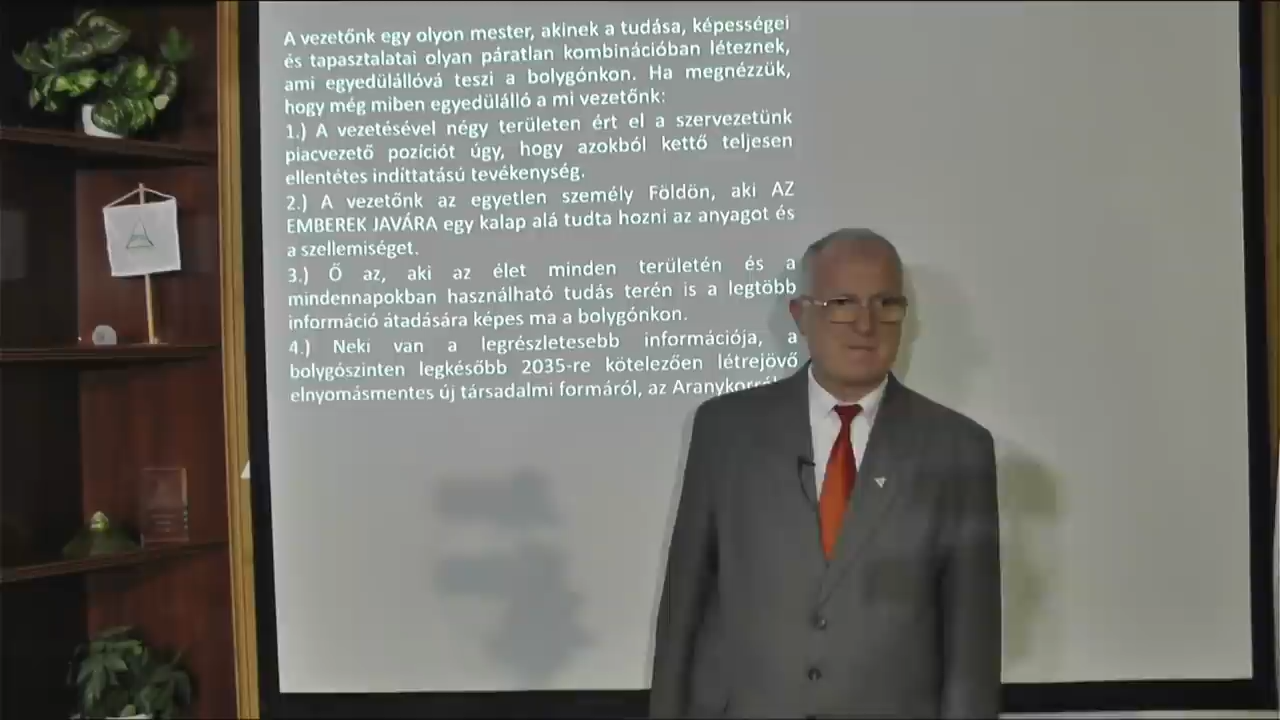 A vezetőnk egy olyon mester, akinek a tudása, képességei
és tapasztalatai olyan páratlan kombinációban léteznek,
ami egyedülállóvá teszi a bolygónkon. Ha megnézzük,
hogy még miben egyedülálló a mi vezetőnk:
1.) A vezetésével négy területen ért el a szervezetünk
piacvezető pozíciót úgy, hogy azokból kettő teljesen
ellentétes indíttatású tevékenység.
2.) A vezetőnk az egyetlen személy Földön, aki AZ
EMBEREK JAVÁRA egy kalap alá tudta hozni az anyagot és
a szellemiséget.
3.) Ő az, aki az élet minden területén és a
mindennapokban használható tudás terén is a legtöbb
információ átadására képes ma a bolygónkon.
4.) Neki van a legrészletesebb információja, a
bolygószinten legkésőbb 2035-re kötelezően létrejövő
elnyomásmentes új társadalmi formáról, az